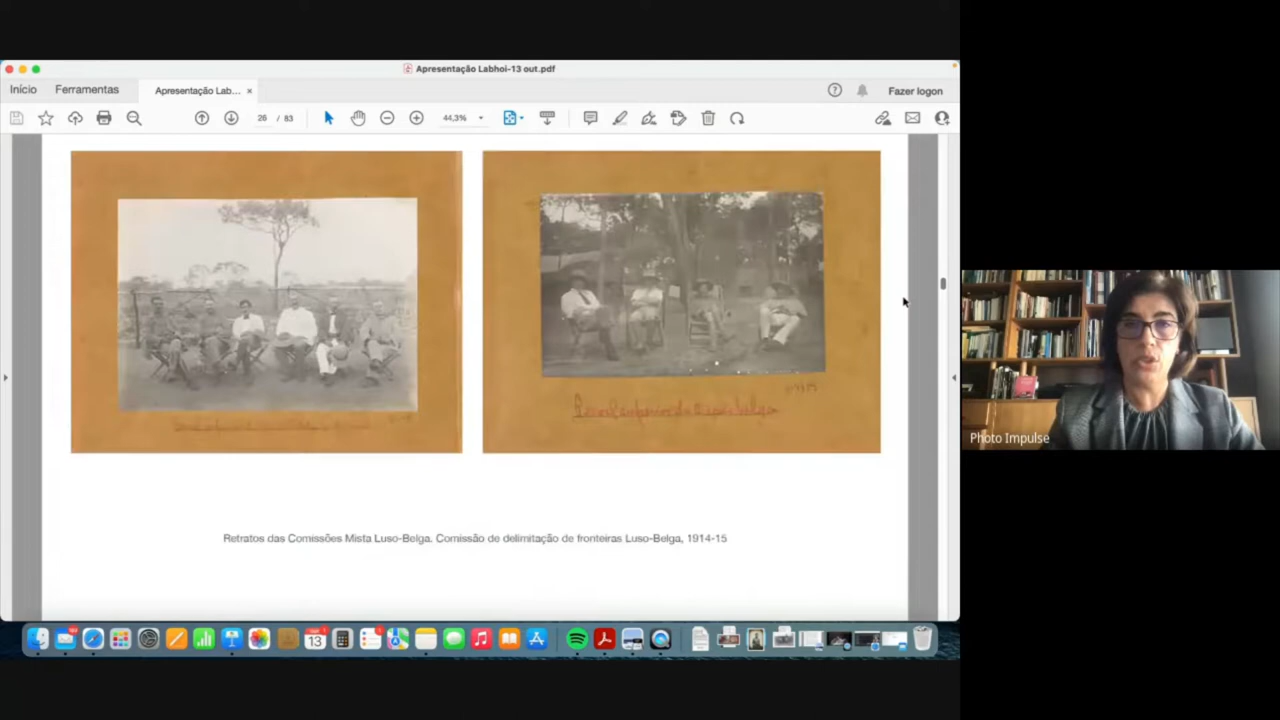 Apresentação Labhoi-13 out.pdf
Início
Ferramentas
Apresentação Lab...
Fazer logon
26 / 83
44,3%
Photo Impulse
Retratos das Comissões Mista Luso-Belga. Comissão de delimitação de fronteiras Luso-Belga, 1914-15
13